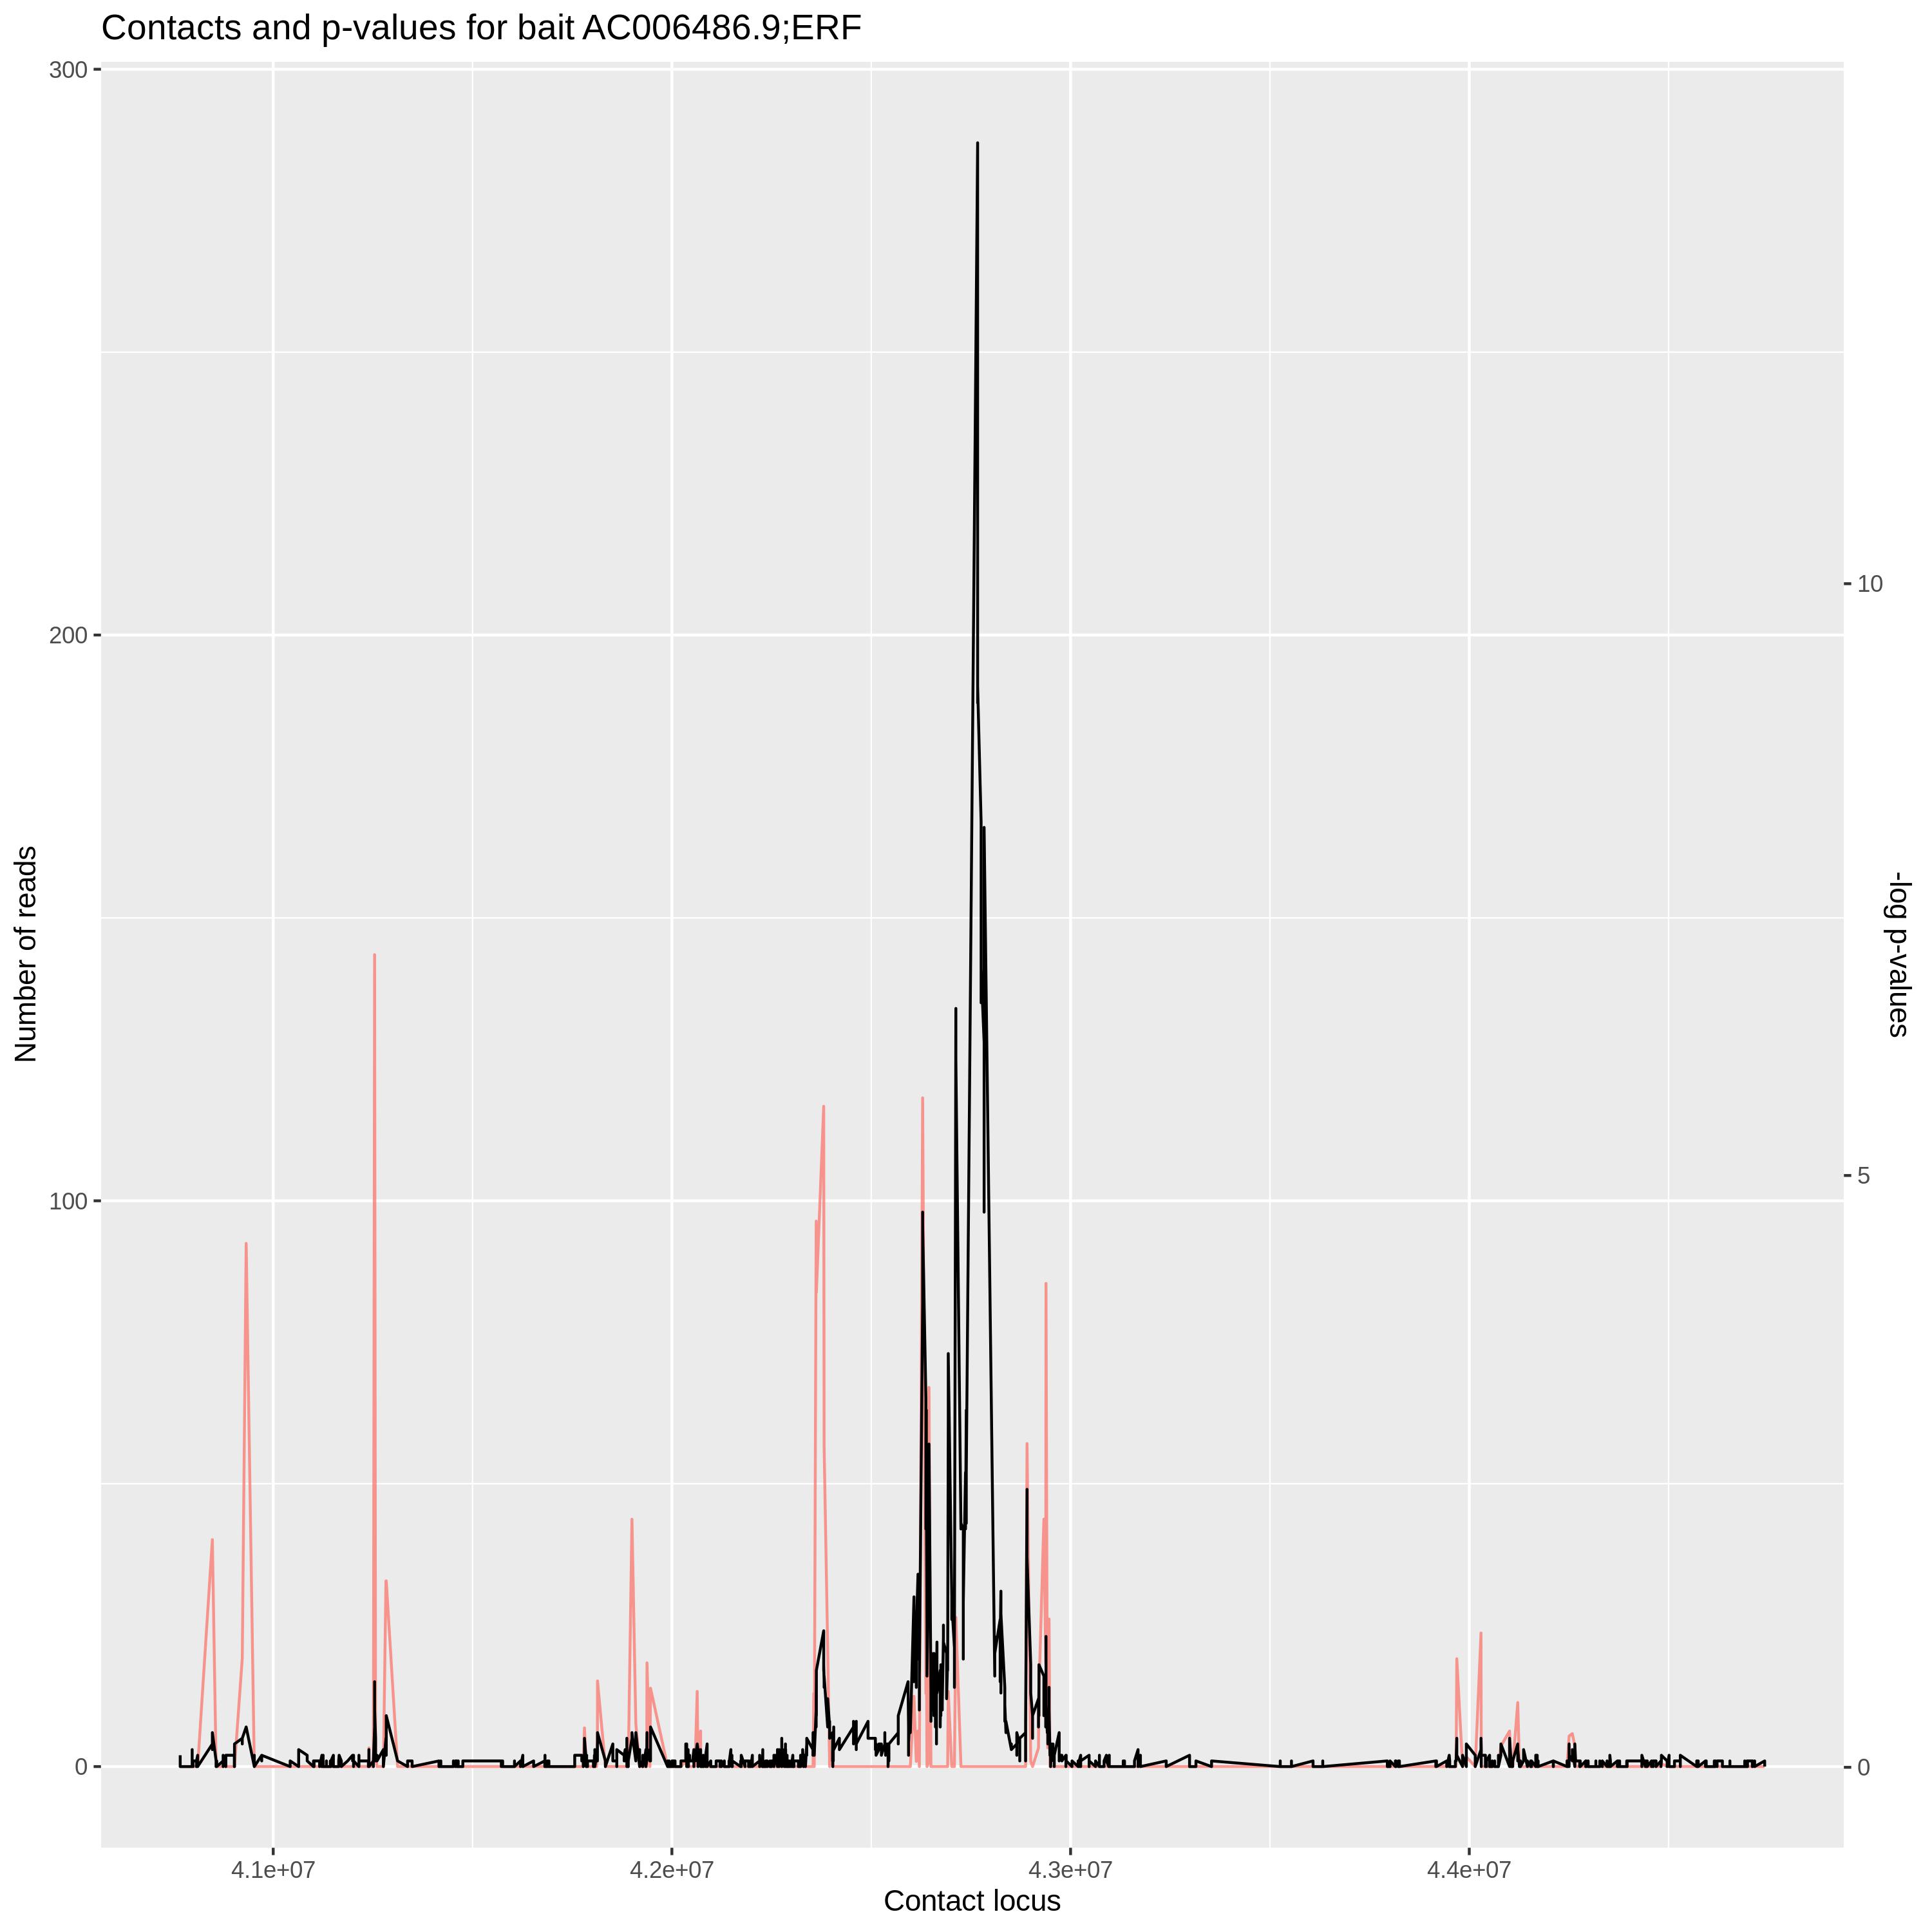 Contacts and p-values for bait AC006486.9;ERF
300
200
100
0
Number of reads
10
5
0
-log p-values
4.1e+07
4.2e+07
4.3e+07
4.4e+07
Contact locus